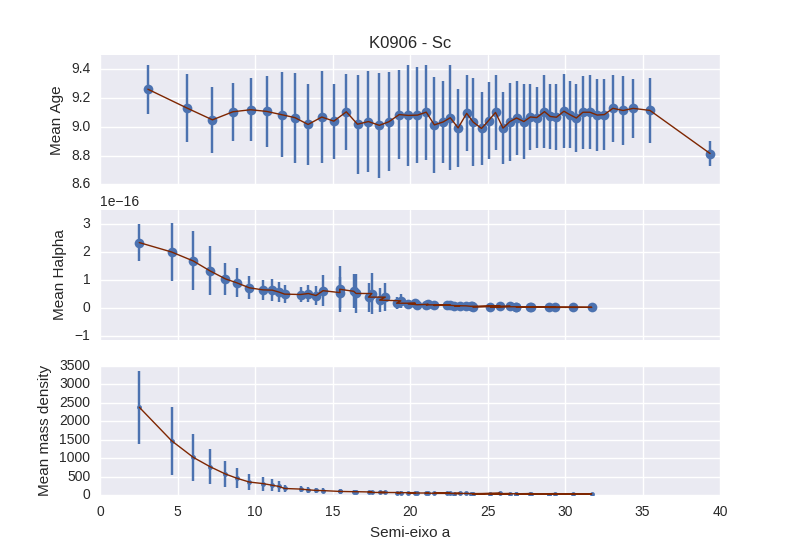 K0906 - Sc
Mean Age
9.4
9.2
9.0
8.8
8.6
1e−16
Mean Halpha
3
2
1
0
−1
Mean mass density
3500
3000
2500
2000
1500
1000
500
0
0 5 10 15 20 25 30 35 40
Semi-eixo a